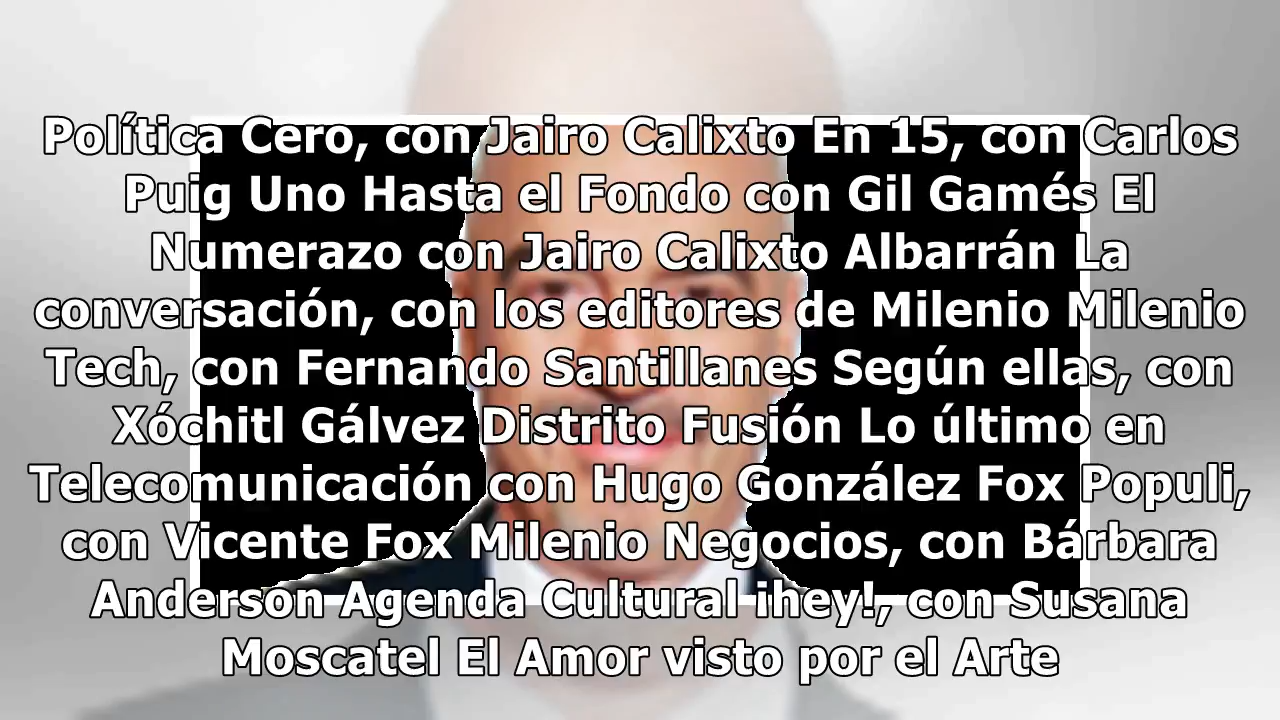 Política Cero, con Jairo Calixto En 15, con Carlos
Puig Uno Hasta el Fondo con Gil Gamés El
Numerazo con Jairo Calixto Albarrán La
conversación, con los editores de Milenio Milenio
Tech, con Fernando Santillanes Según ellas, con
Xóchitl Gálvez Distrito Fusión Lo último en
Telecomunicación con Hugo González Fox Populi,
con Vicente Fox Milenio Negocios, con Bárbara
Anderson Agenda Cultural ihey!, con Susana
Moscatel El Amor visto por el Arte